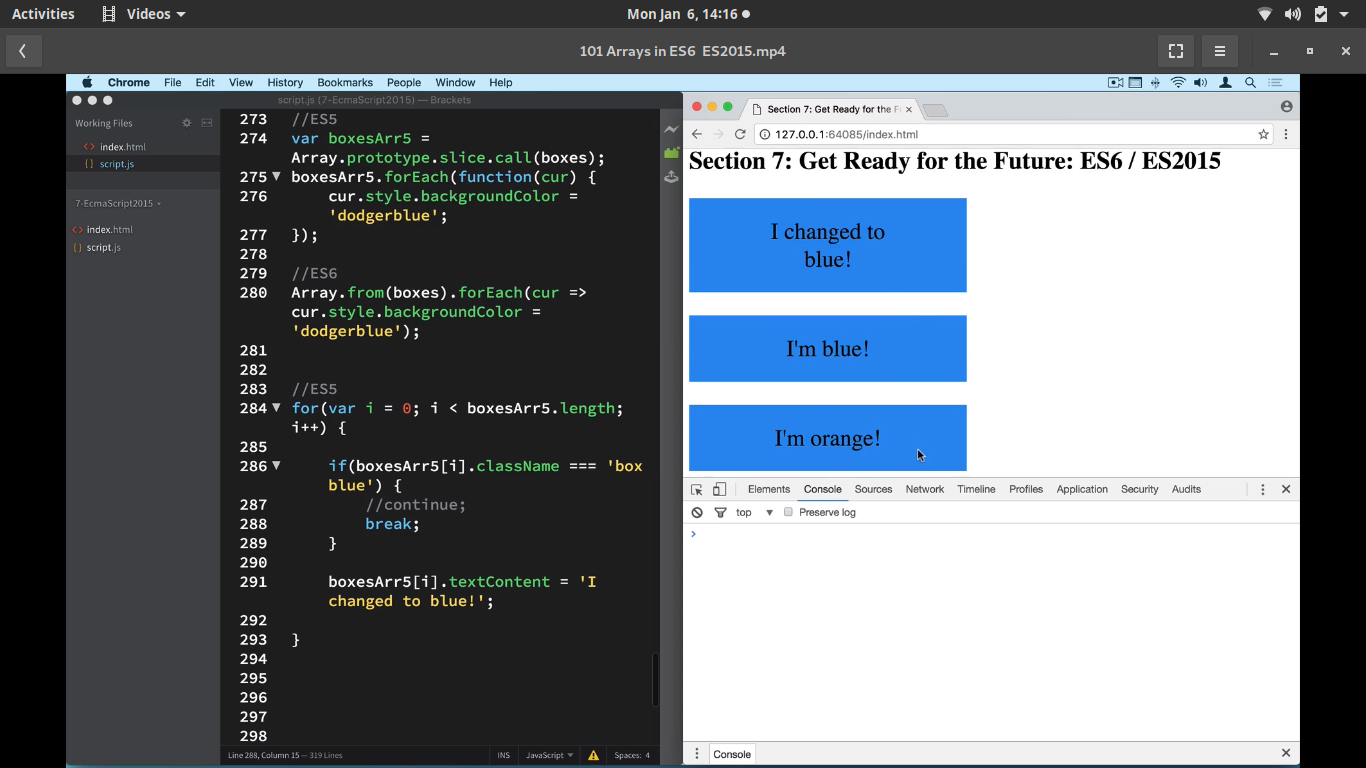 Activities Videos Mon Jan 6, 14:16
101 Arrays in ES6 ES2015.mp4
Chrome File Edit View History Bookmarks People Window Help
script.js (7-EcmaScript2015) — Brackets
Working Files
<> index.html
{} script.js
7-EcmaScript2015
<> index.html
{} script.js
273 //ES5
274 var boxesArr5 =
Array.prototype.slice.call(boxes);
275 boxesArr5.forEach(function(cur) {
276 cur.style.backgroundColor =
'dodgerblue';
277 });
278
279 //ES6
280 Array.from(boxes).forEach(cur =>
cur.style.backgroundColor =
'dodgerblue');
281
282
283 //ES5
284 for(var i = 0; i < boxesArr5.length;
i++) {
285
286 if(boxesArr5[i].className === 'box
blue') {
287 //continue;
288 break;
289 }
290
291 boxesArr5[i].textContent = 'I
changed to blue!';
292
293 }
294
295
296
297
298
Line 288, Column 15 — 319 Lines INS JavaScript Spaces: 4
Section 7: Get Ready for the F
127.0.0.1:64085/index.html
Section 7: Get Ready for the Future: ES6 / ES2015
I changed to
blue!
I'm blue!
I'm orange!
Elements Console Sources Network Timeline Profiles Application Security Audits
top Preserve log
>
Console